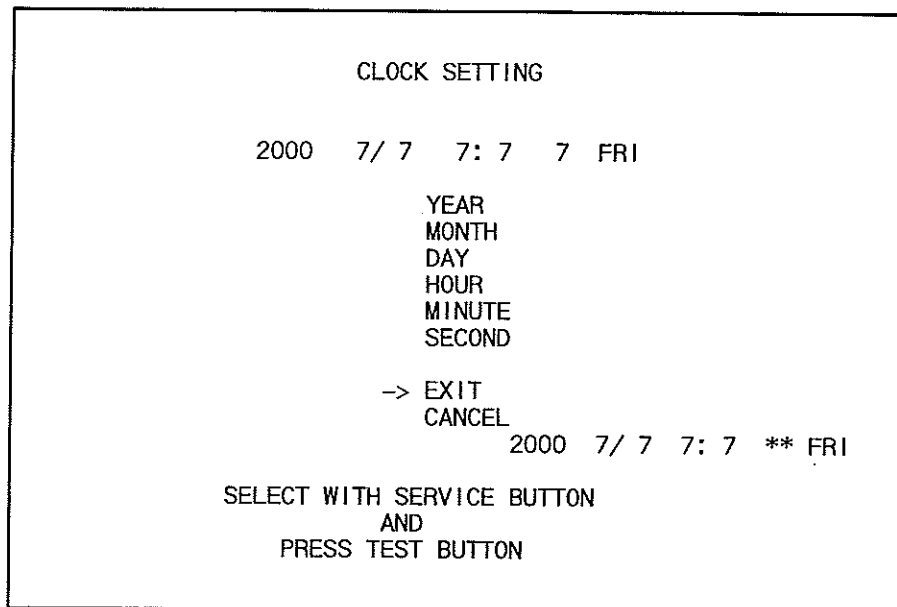 CLOCK SETTING
2000 7/ 7 7: 7 7 FRI
YEAR
MONTH
DAY
HOUR
MINUTE
SECOND
-> EXIT
CANCEL
2000 7/ 7 7: 7 ** FRI
SELECT WITH SERVICE BUTTON
AND
PRESS TEST BUTTON